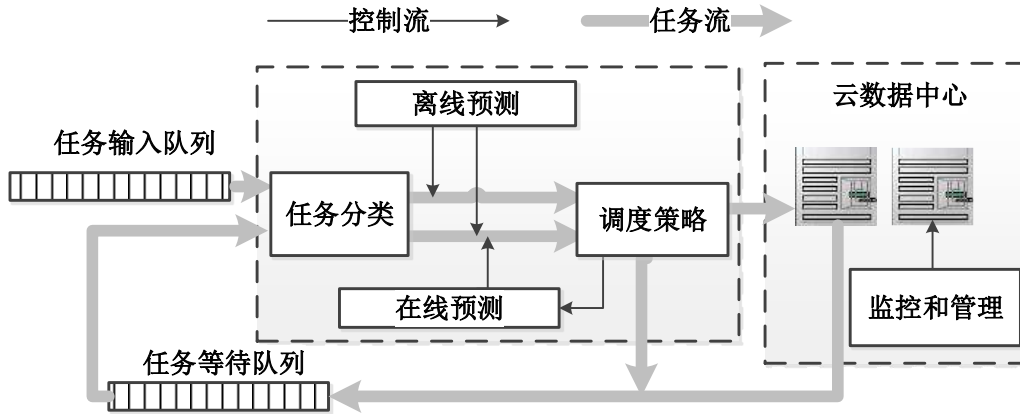 控制流
任务流
离线预测
云数据中心
任务输入队列
任务分类
调度策略
在线预测
监控和管理
任务等待队列